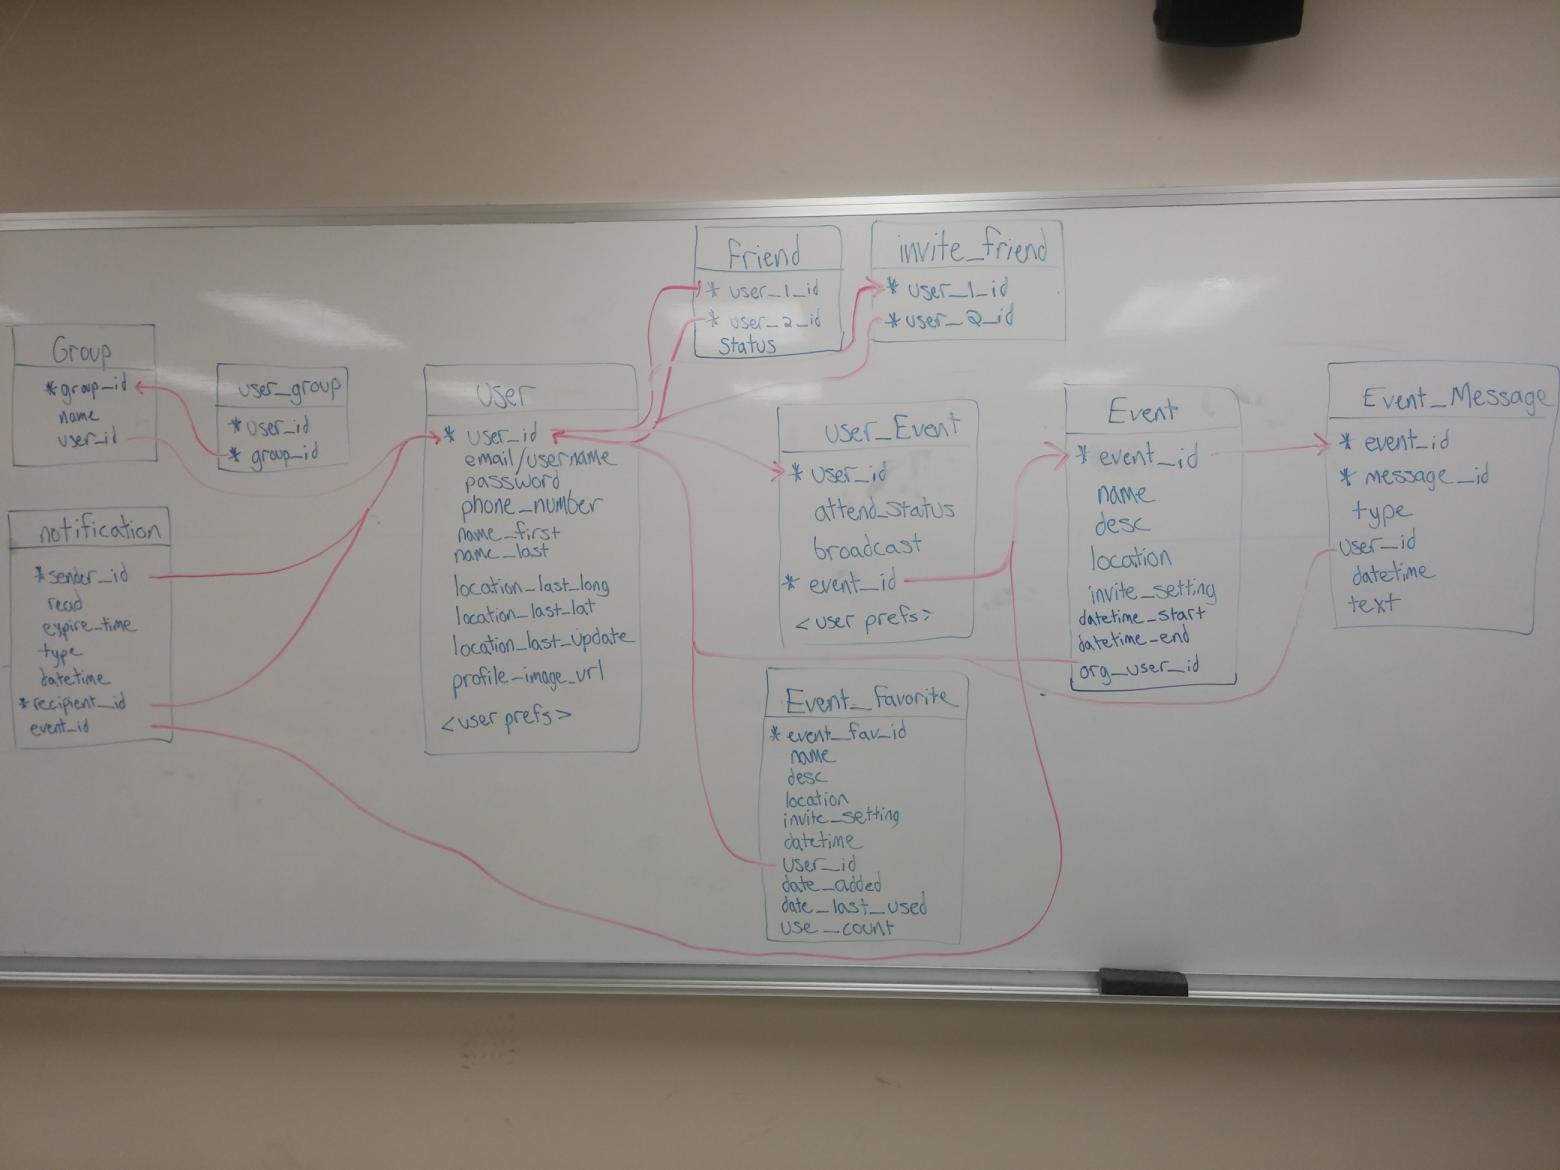 Group
*group_id
name
user_id
user_group
*user_id
* group_id
notification
*sender_id
read
expire_time
type
datetime
*recipient_id
event_id
User
* user_id
email/username
password
phone_number
name_first
name_last
location_last_long
location_last_lat
location_last_update
profile_image_url
<user prefs>
Friend
* user_1_id
* user_2_id
Status
invite_friend
* user_1_id
*user_2_id
user_Event
* user_id
attend_status
broadcast
* event_id
<user prefs>
Event_Favorite
*event_fav_id
name
desc
location
invite_setting
datetime
user_id
date_added
date_last_used
use_count
Event
* event_id
name
desc
location
invite_setting
datetime_start
datetime_end
org_user_id
Event_Message
* event_id
* message_id
type
user_id
datetime
text